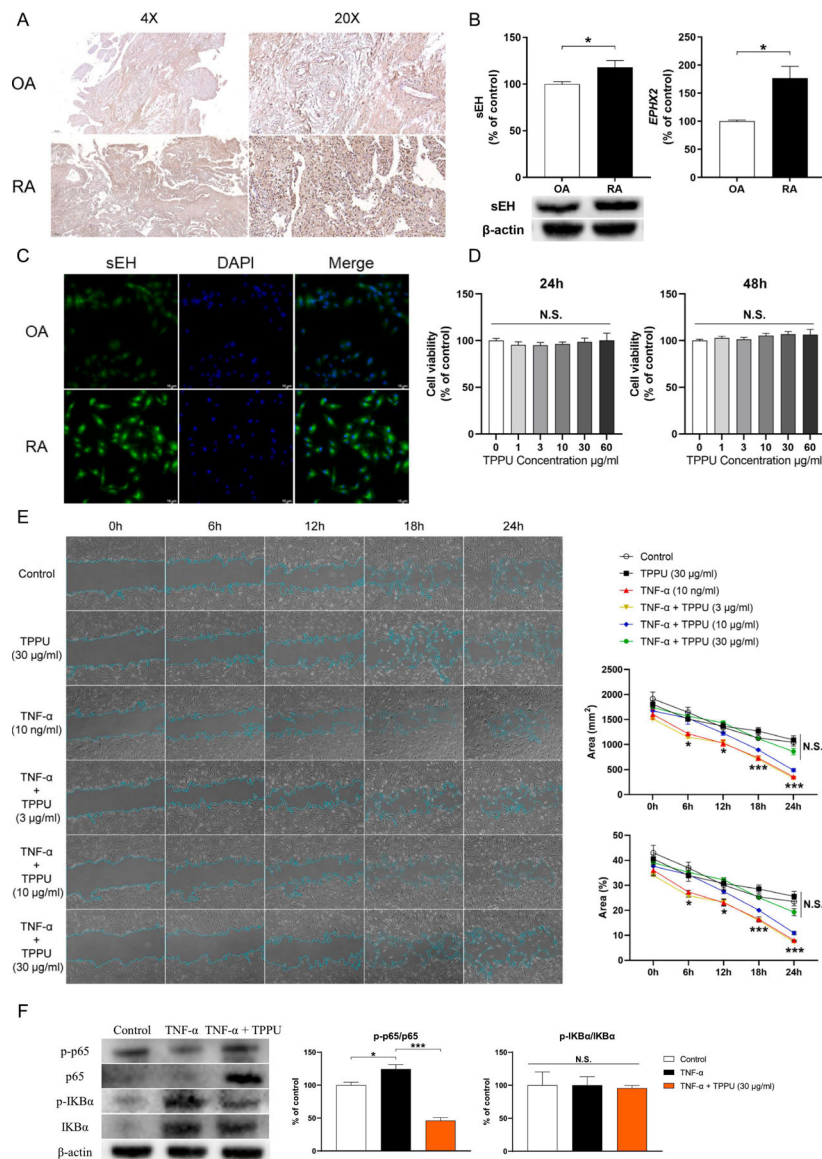 A
4X
20X
OA
RA
B
sEH
(% of control)
150
100
50
0
*
OA
RA
EPHX2
(% of control)
250
200
150
100
50
0
*
OA
RA
sEH
β-actin
C
sEH
DAPI
Merge
OA
RA
D
24h
Cell viability
(% of control)
150
100
50
0
N.S.
0 1 3 10 30 60
TPPU Concentration µg/ml
48h
Cell viability
(% of control)
150
100
50
0
N.S.
0 1 3 10 30 60
TPPU Concentration µg/ml
E
0h 6h 12h 18h 24h
Control
TPPU
(30 µg/ml)
TNF-α
(10 ng/ml)
TNF-α
+
TPPU
(3 µg/ml)
TNF-α
+
TPPU
(10 µg/ml)
TNF-α
+
TPPU
(30 µg/ml)
Control
TPPU (30 µg/ml)
TNF-α (10 ng/ml)
TNF-α + TPPU (3 µg/ml)
TNF-α + TPPU (10 µg/ml)
TNF-α + TPPU (30 µg/ml)
Area (mm²)
2500
2000
1500
1000
500
0
* * *** ***
N.S.
0h 6h 12h 18h 24h
Area (%)
50
40
30
20
10
0
* * *** ***
N.S.
0h 6h 12h 18h 24h
F
Control TNF-α TNF-α + TPPU
p-p65
p65
p-IKBα
IKBα
β-actin
p-p65/p65
% of control
150
100
50
0
* ***
p-IKBα/IKBα
% of control
150
100
50
0
N.S.
Control
TNF-α
TNF-α + TPPU (30 µg/ml)